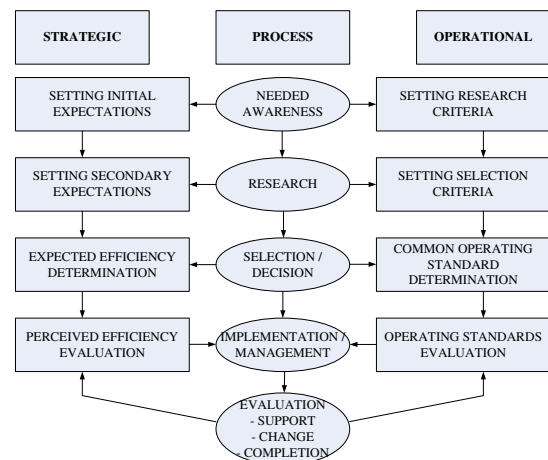 STRATEGIC
PROCESS
OPERATIONAL
SETTING INITIAL
EXPECTATIONS
NEEDED
AWARENESS
SETTING RESEARCH
CRITERIA
SETTING SECONDARY
EXPECTATIONS
RESEARCH
SETTING SELECTION
CRITERIA
EXPECTED EFFICIENCY
DETERMINATION
SELECTION /
DECISION
COMMON OPERATING
STANDARD
DETERMINATION
PERCEIVED EFFICIENCY
EVALUATION
IMPLEMENTATION /
MANAGEMENT
OPERATING STANDARDS
EVALUATION
EVALUATION
- SUPPORT
- CHANGE
- COMPLETION